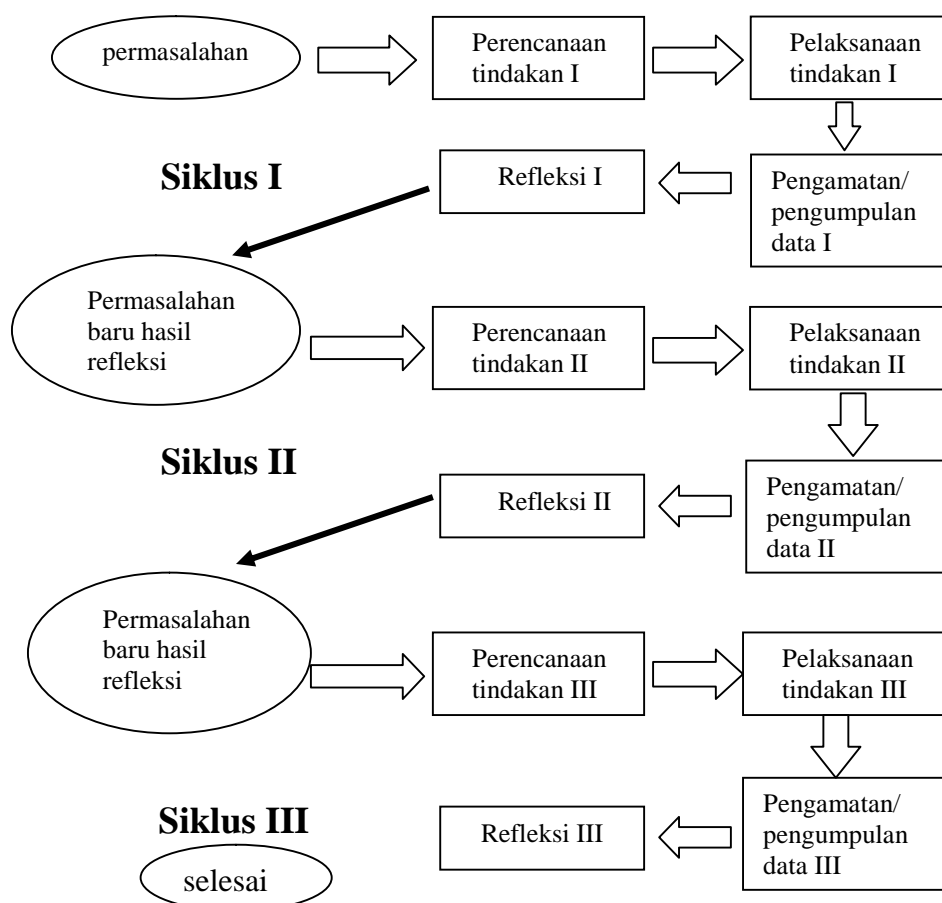 permasalahan
Perencanaan
tindakan I
Pelaksanaan
tindakan I
Siklus I
Refleksi I
Pengamatan/
pengumpulan
data I
Permasalahan
baru hasil
refleksi
Perencanaan
tindakan II
Pelaksanaan
tindakan II
Siklus II
Refleksi II
Pengamatan/
pengumpulan
data II
Permasalahan
baru hasil
refleksi
Perencanaan
tindakan III
Pelaksanaan
tindakan III
Siklus III
Refleksi III
Pengamatan/
pengumpulan
data III
selesai